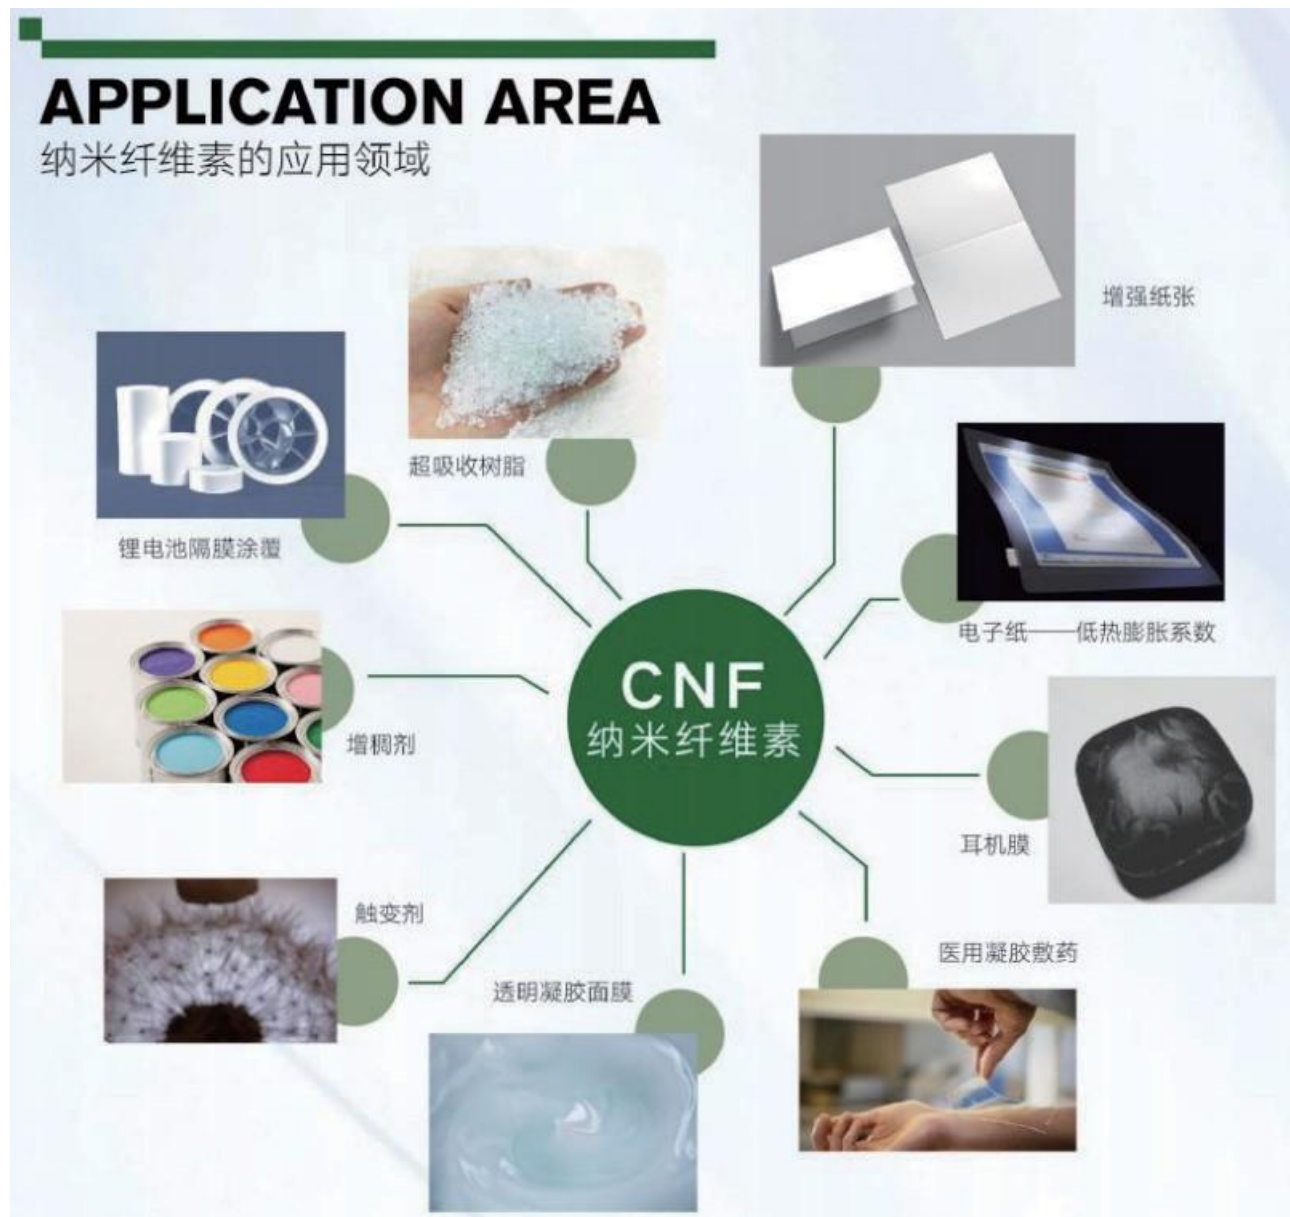 APPLICATION AREA
纳米纤维素的应用领域
增强纸张
超吸收树脂
锂电池隔膜涂覆
电子纸——低热膨胀系数
CNF
纳米纤维素
增稠剂
耳机膜
触变剂
医用凝胶敷药
透明凝胶面膜